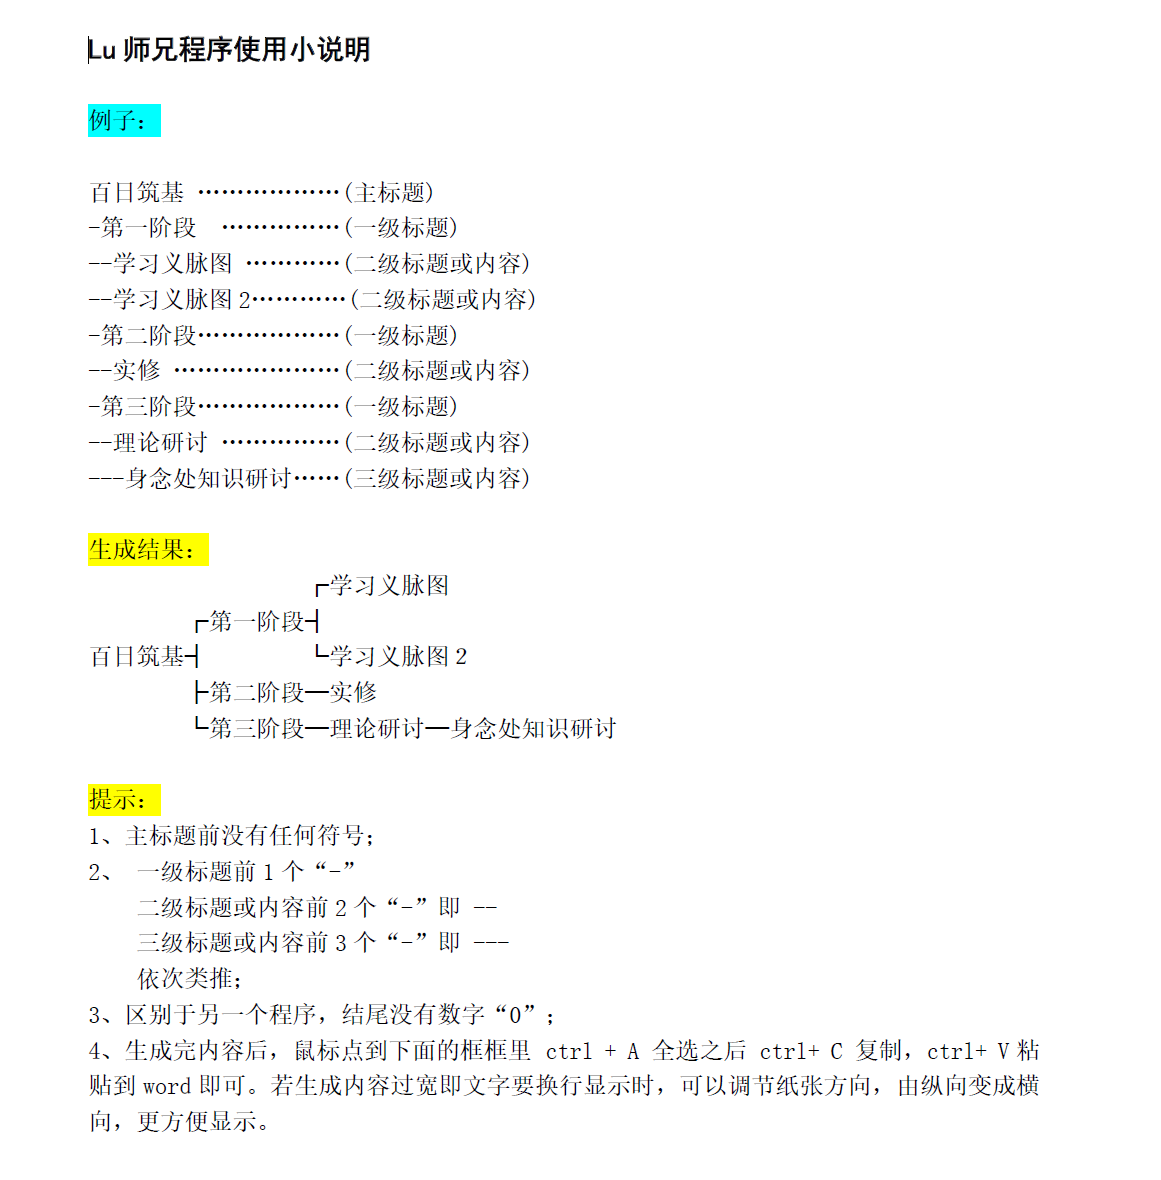 Lu 师兄程序使用小说明
例子：
百日筑基 ………………(主标题)
-第一阶段  ……………(一级标题)
--学习义脉图 …………(二级标题或内容)
--学习义脉图 2…………(二级标题或内容)
-第二阶段………………(一级标题)
--实修 …………………(二级标题或内容)
-第三阶段………………(一级标题)
--理论研讨 ……………(二级标题或内容)
---身念处知识研讨……(三级标题或内容)
生成结果：
┏学习义脉图
┏第一阶段┫
百日筑基┫         ┗学习义脉图 2
┣第二阶段━实修
┗第三阶段━理论研讨━身念处知识研讨
提示：
1、主标题前没有任何符号；
2、 一级标题前 1 个“-”
二级标题或内容前 2 个“-”即 --
三级标题或内容前 3 个“-”即 ---
依次类推；
3、区别于另一个程序，结尾没有数字“0”；
4、生成完内容后，鼠标点到下面的框框里 ctrl + A 全选之后 ctrl+ C 复制，ctrl+ V 粘
贴到 word 即可。若生成内容过宽即文字要换行显示时，可以调节纸张方向，由纵向变成横
向，更方便显示。